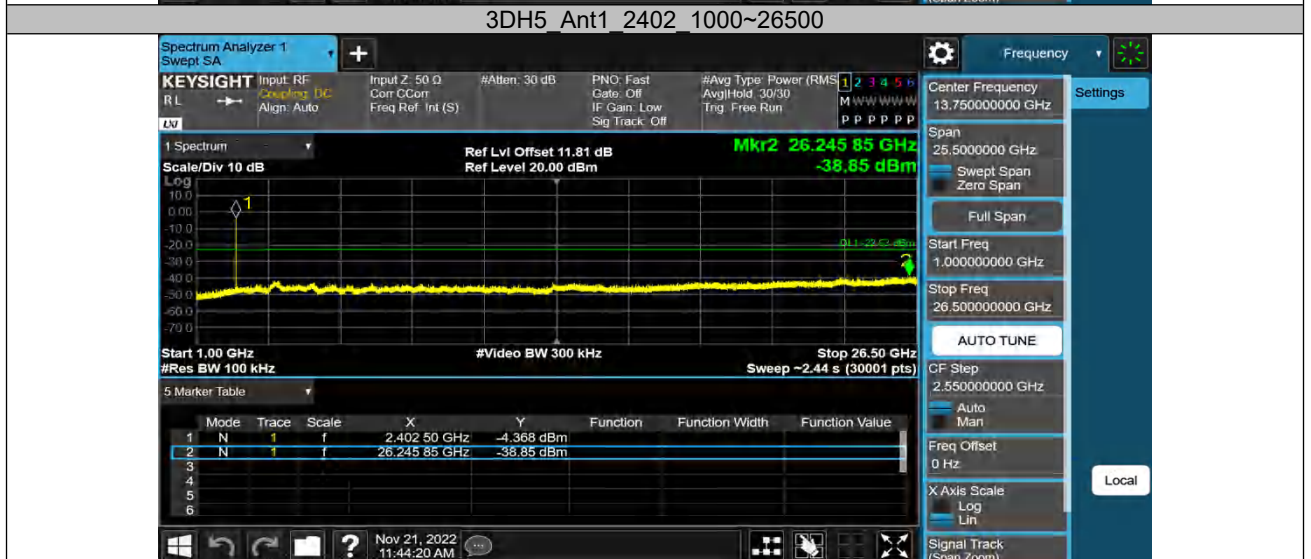 3DH5_Ant1_2402_1000~26500
Spectrum Analyzer 1
Swept SA
KEYSIGHT
RL
LXI
Input: RF
Coupling: DC
Align: Auto
Input Z: 50 Ω
Corr CCorr
Freq Ref: Int (S)
#Atten: 30 dB
PNO: Fast
Gate: Off
IF Gain: Low
Sig Track: Off
#Avg Type: Power (RMS
Avg|Hold: 30/30
Trig: Free Run
1 2 3 4 5 6
M W W W W W
P P P P P P
1 Spectrum
Scale/Div 10 dB
Ref Lvl Offset 11.81 dB
Ref Level 20.00 dBm
Mkr2 26.245 85 GHz
-38.85 dBm
Log
10.0
0.00
-10.0
-20.0
-30.0
-40.0
-50.0
-60.0
-70.0
1
2
Start 1.00 GHz
#Res BW 100 kHz
#Video BW 300 kHz
Stop 26.50 GHz
Sweep ~2.44 s (30001 pts)
5 Marker Table
Mode Trace Scale X Y Function Function Width Function Value
1 N 1 f 2.402 50 GHz -4.368 dBm
2 N 1 f 26.245 85 GHz -38.85 dBm
3
4
5
6
?
Nov 21, 2022
11:44:20 AM
Frequency
Settings
Center Frequency
13.750000000 GHz
Span
25.5000000 GHz
Swept Span
Zero Span
Full Span
Start Freq
1.000000000 GHz
Stop Freq
26.500000000 GHz
AUTO TUNE
CF Step
2.550000000 GHz
Auto
Man
Freq Offset
0 Hz
X Axis Scale
Log
Lin
Signal Track
(Span Zoom)
Local